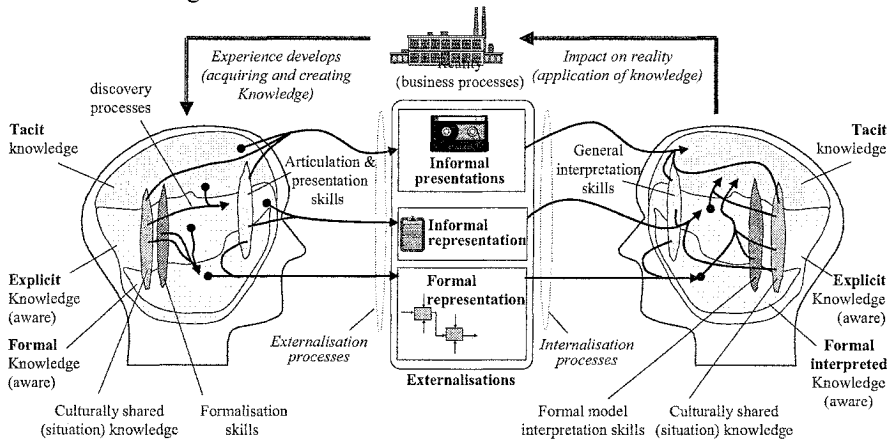 Experience develops
(acquiring and creating
Knowledge)
Reality
(business processes)
Impact on reality
(application of knowledge)
discovery
processes
Tacit
knowledge
Articulation &
presentation
skills
Informal
presentations
General
interpretation
skills
Tacit
knowledge
Informal
representation
Explicit
Knowledge
(aware)
Formal
representation
Explicit
Knowledge
(aware)
Formal
Knowledge
(aware)
Externalisation
processes
Internalisation
processes
Formal
interpreted
Knowledge
(aware)
Externalisations
Culturally shared
(situation) knowledge
Formalisation
skills
Formal model
interpretation skills
Culturally shared
(situation) knowledge